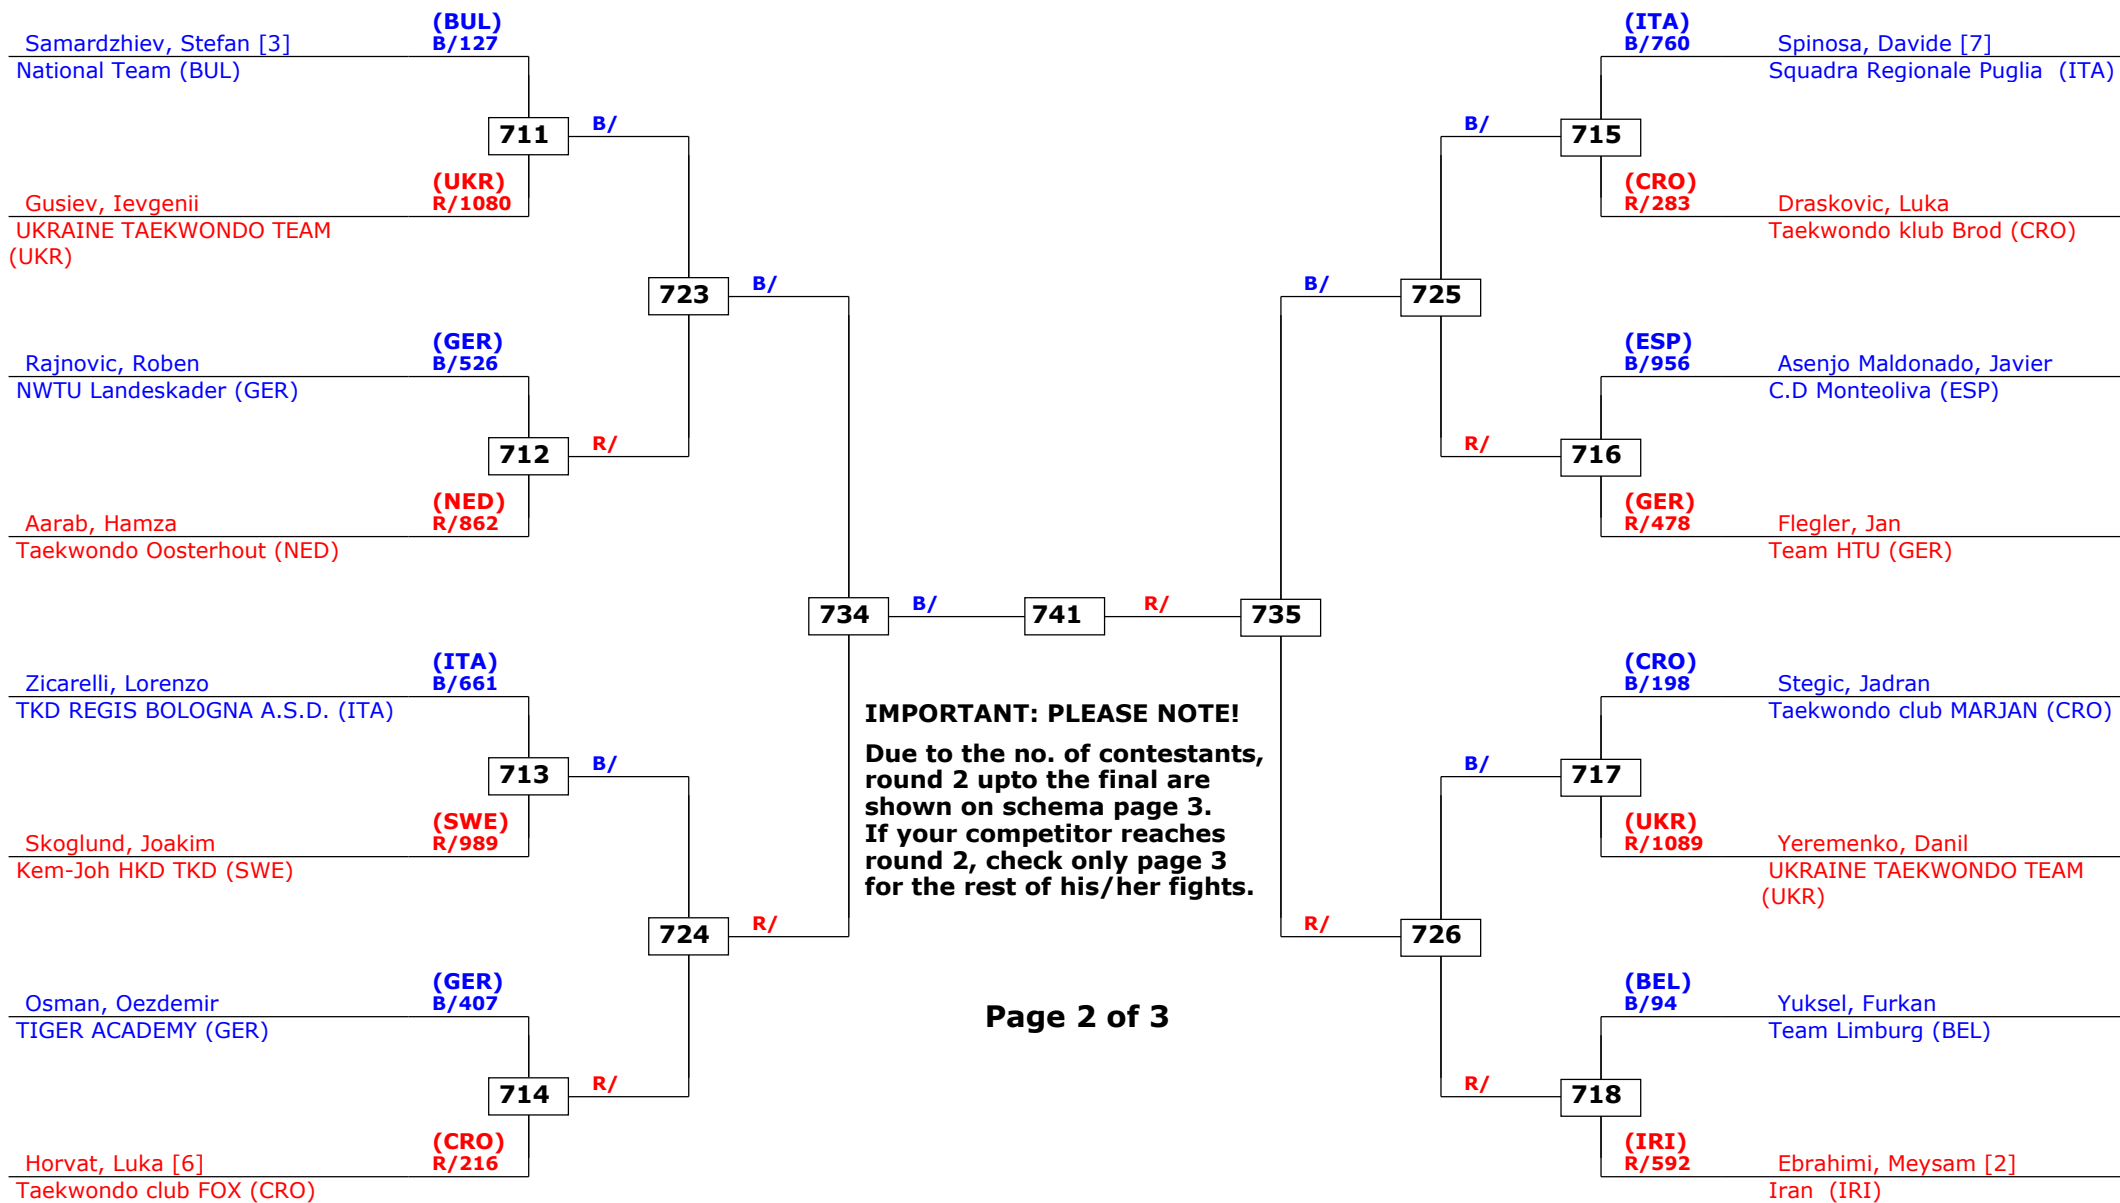 (BUL)
Samardzhiev, Stefan [3] B/127
National Team (BUL)
711
B/
(UKR)
Gusiev, Ievgenii R/1080
UKRAINE TAEKWONDO TEAM
(UKR)
723
B/
(GER)
Rajnovic, Roben B/526
NWTU Landeskader (GER)
712
R/
(NED)
Aarab, Hamza R/862
Taekwondo Oosterhout (NED)
734
B/
741
R/
735
(ITA)
Zicarelli, Lorenzo B/661
TKD REGIS BOLOGNA A.S.D. (ITA)
713
B/
(SWE)
Skoglund, Joakim R/989
Kem-Joh HKD TKD (SWE)
724
R/
(GER)
Osman, Oezdemir B/407
TIGER ACADEMY (GER)
714
R/
(CRO)
Horvat, Luka [6] R/216
Taekwondo club FOX (CRO)
IMPORTANT: PLEASE NOTE!
Due to the no. of contestants,
round 2 upto the final are
shown on schema page 3.
If your competitor reaches
round 2, check only page 3
for the rest of his/her fights.
Page 2 of 3
(ITA)
B/760 Spinosa, Davide [7]
Squadra Regionale Puglia (ITA)
B/
715
(CRO)
R/283 Draskovic, Luka
Taekwondo klub Brod (CRO)
B/
725
(ESP)
B/956 Asenjo Maldonado, Javier
C.D Monteoliva (ESP)
R/
716
(GER)
R/478 Flegler, Jan
Team HTU (GER)
(CRO)
B/198 Stegic, Jadran
Taekwondo club MARJAN (CRO)
B/
717
(UKR)
R/1089 Yeremenko, Danil
UKRAINE TAEKWONDO TEAM
(UKR)
R/
726
(BEL)
B/94 Yuksel, Furkan
Team Limburg (BEL)
R/
718
(IRI)
R/592 Ebrahimi, Meysam [2]
Iran (IRI)